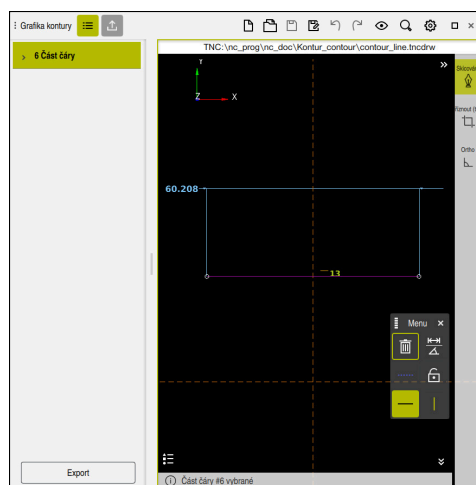 Grafika kontury
TNC:\nc_prog\nc_doc\Kontur_contour\contour_line.tncdrw
6 Část čáry
Y
Z
X
60.208
13
Menu
Ortho
Export
Část čáry #6 vybrané